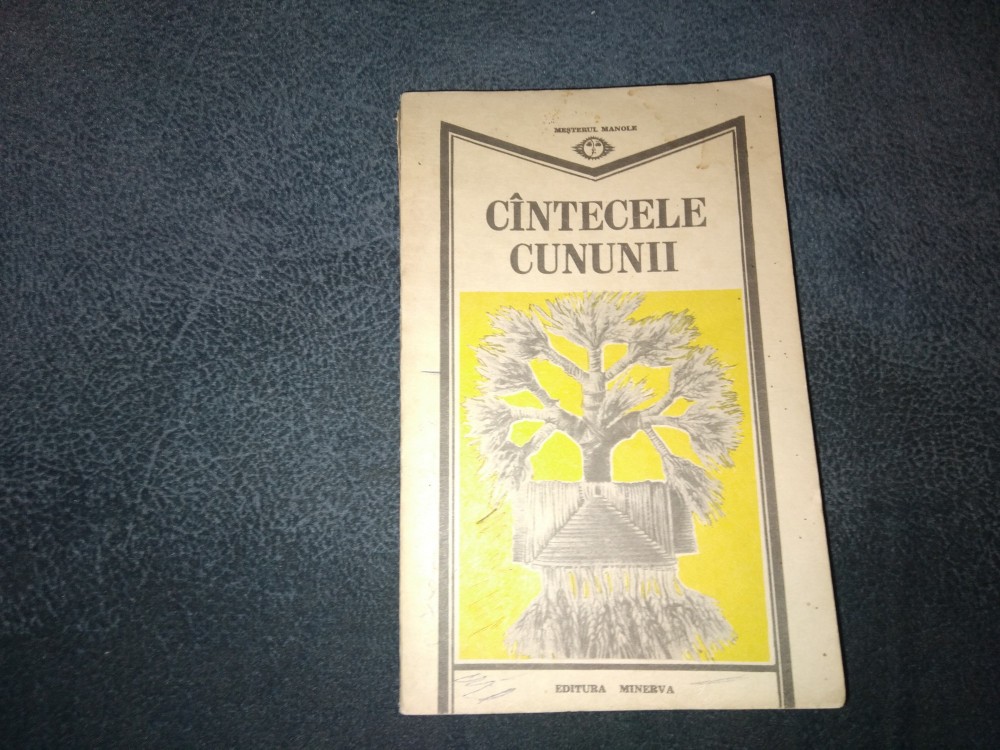 MEȘTERUL MANOLE
CÎNTECELE
CUNUNII
EDITURA MINERVA